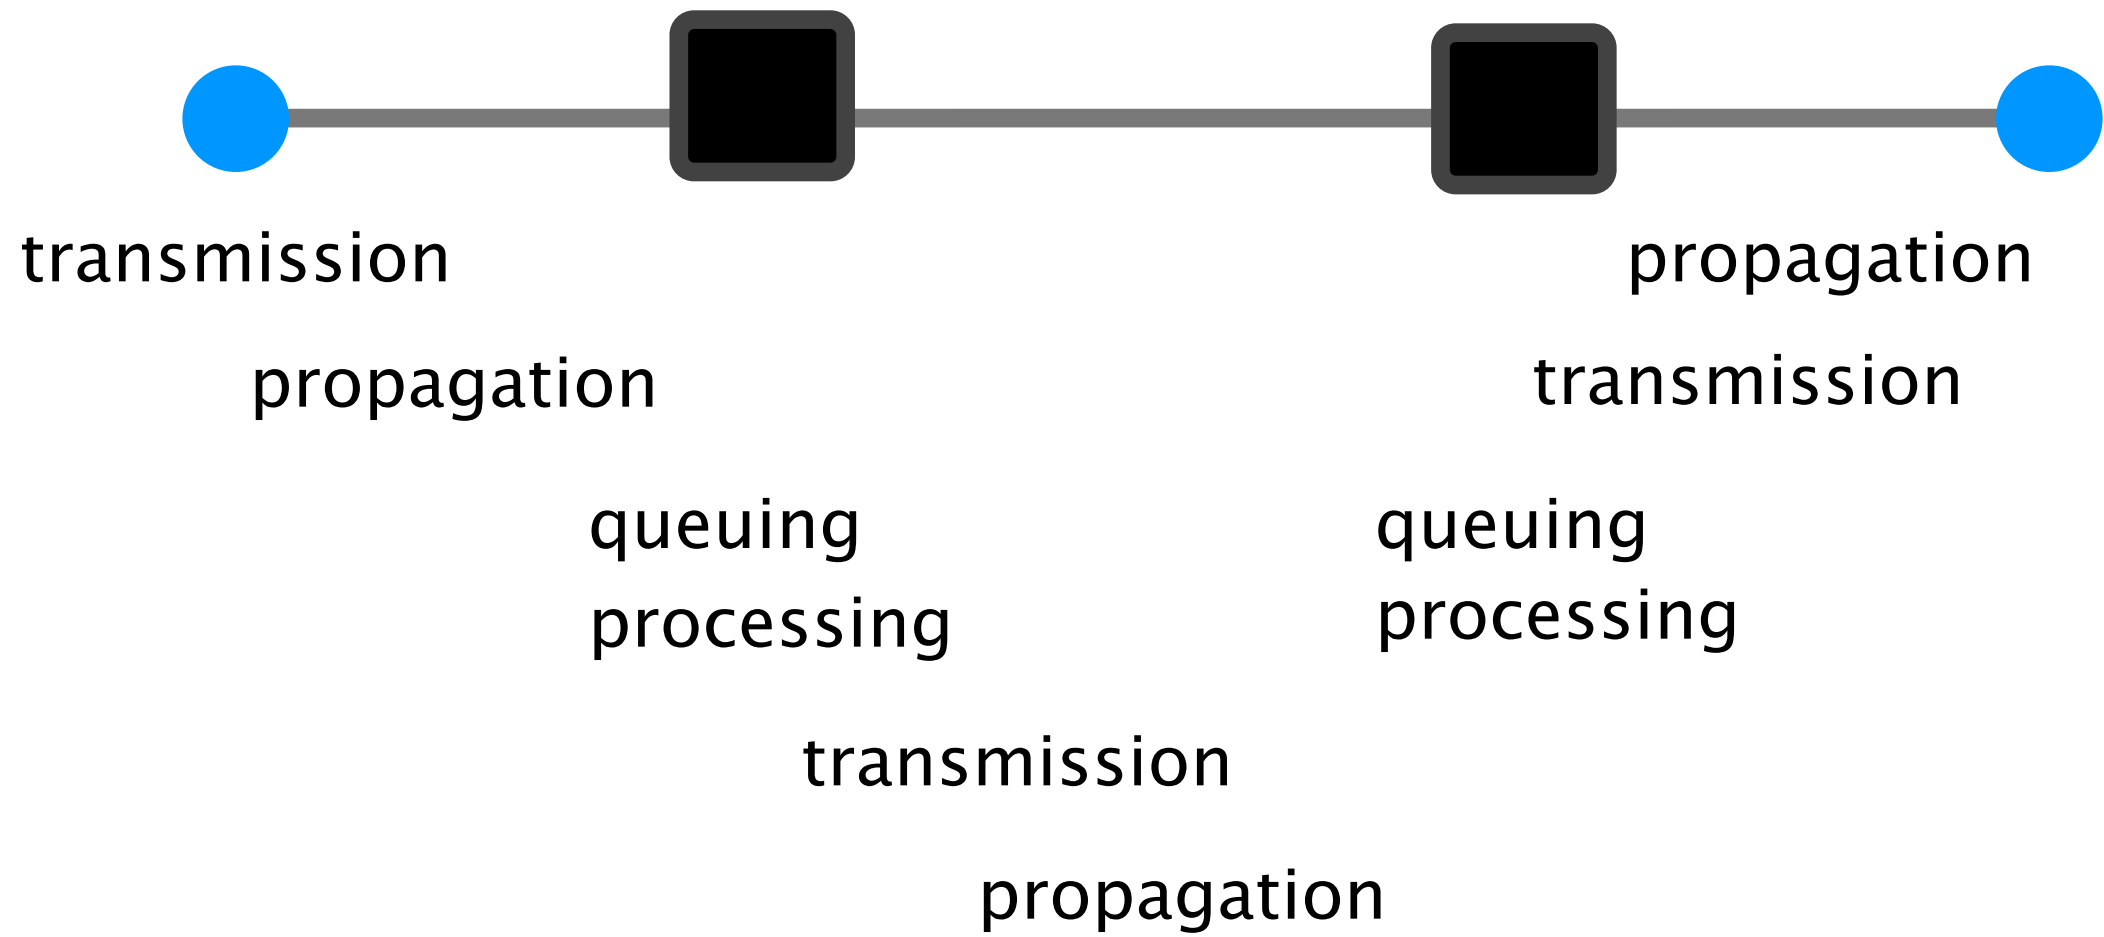 transmission
propagation
propagation
transmission
queuing
queuing
processing
processing
transmission
propagation